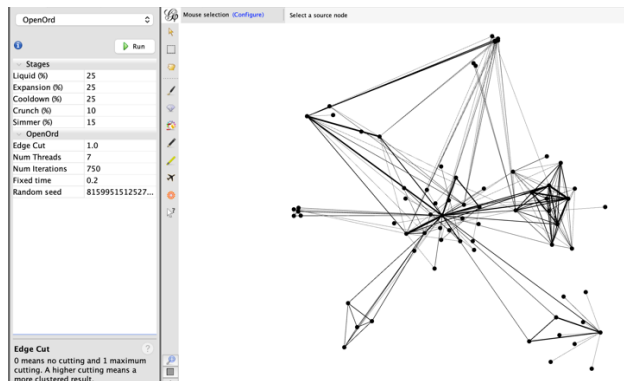 OpenOrd
Run
Stages
Liquid (%) 25
Expansion (%) 25
Cooldown (%) 25
Crunch (%) 10
Simmer (%) 15
OpenOrd
Edge Cut 1.0
Num Threads 7
Num Iterations 750
Fixed time 0.2
Random seed 8159951512527...
Edge Cut
0 means no cutting and 1 maximum
cutting. A higher cutting means a
more clustered result.
Mouse selection (Configure) Select a source node